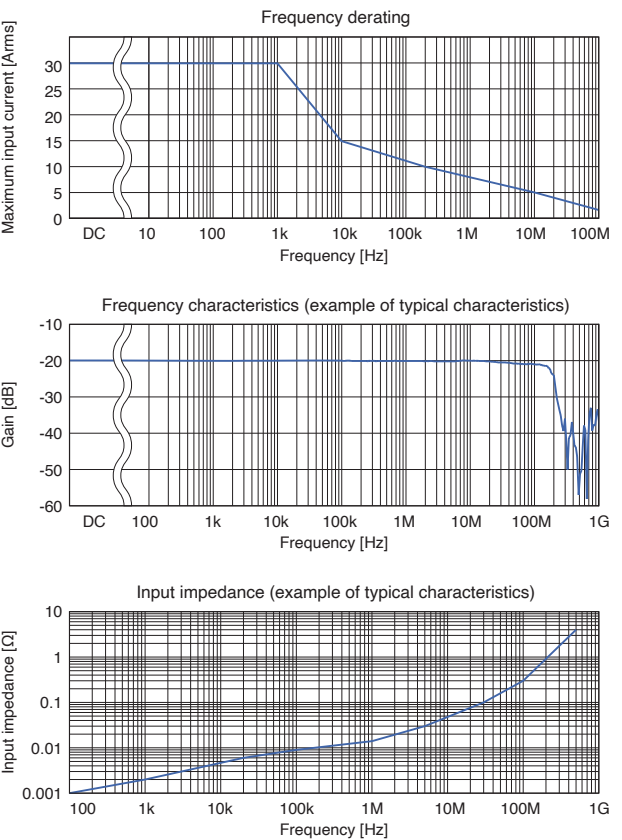 Frequency derating
Maximum input current [Arms]
30
25
20
15
10
5
0
DC 10 100 1k 10k 100k 1M 10M 100M
Frequency [Hz]
Frequency characteristics (example of typical characteristics)
Gain [dB]
-10
-20
-30
-40
-50
-60
DC 100 1k 10k 100k 1M 10M 100M 1G
Frequency [Hz]
Input impedance (example of typical characteristics)
Input impedance [Ω]
10
1
0.1
0.01
0.001
100 1k 10k 100k 1M 10M 100M 1G
Frequency [Hz]